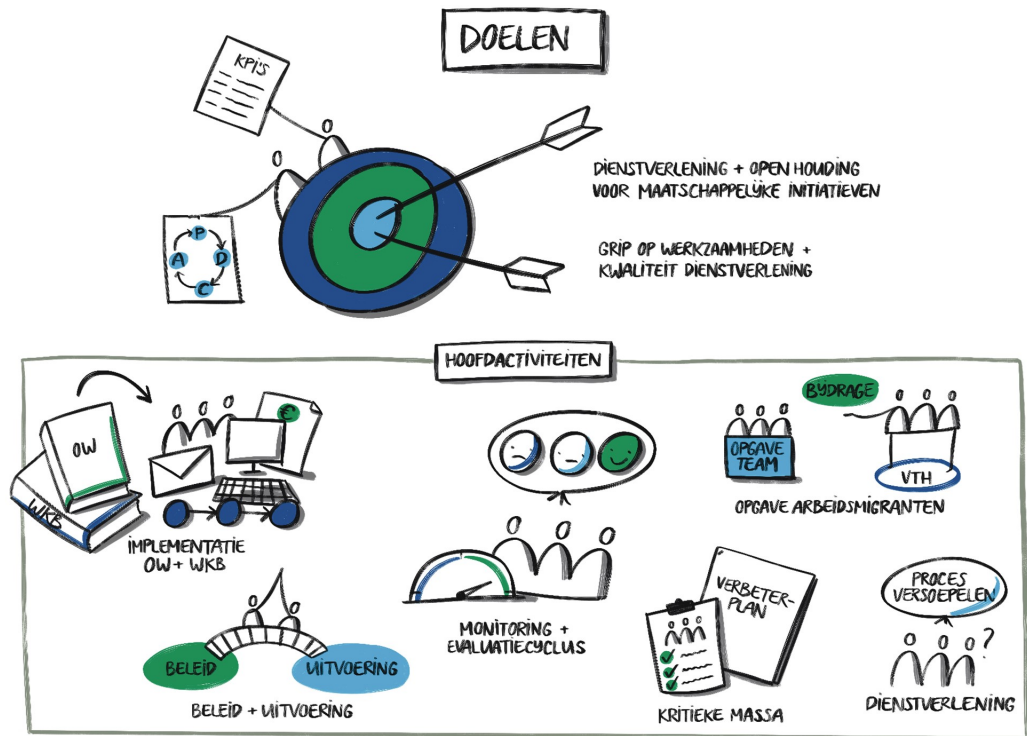 DOELEN
KPI'S
P
A
D
C
DIENSTVERLENING + OPEN HOUDING
VOOR MAATSCHAPPELIJKE INITIATIEVEN
GRIP OP WERKZAAMHEDEN +
KWALITEIT DIENSTVERLENING
HOOFDACTIVITEITEN
OW
WKB
€
IMPLEMENTATIE
OW + WKB
BELEID
UITVOERING
BELEID + UITVOERING
MONITORING +
EVALUATIECYCLUS
OPGAVE
TEAM
BIJDRAGE
VTH
OPGAVE ARBEIDSMIGRANTEN
VERBETER-
PLAN
KRITIEKE MASSA
PROCES
VERSOEPELEN
?
DIENSTVERLENING